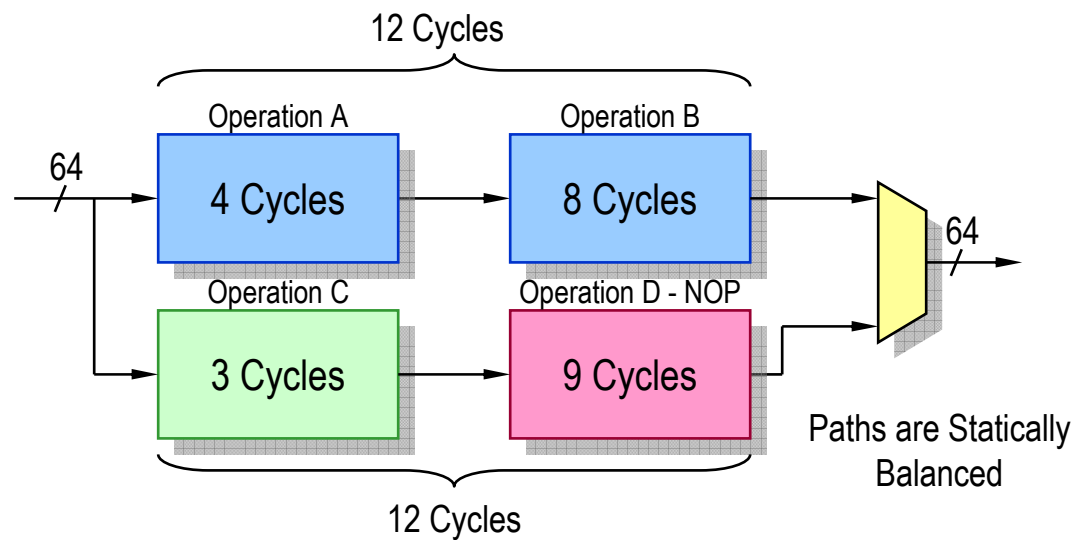 12 Cycles
Operation A
Operation B
64
4 Cycles
8 Cycles
64
Operation C
Operation D - NOP
3 Cycles
9 Cycles
Paths are Statically
Balanced
12 Cycles